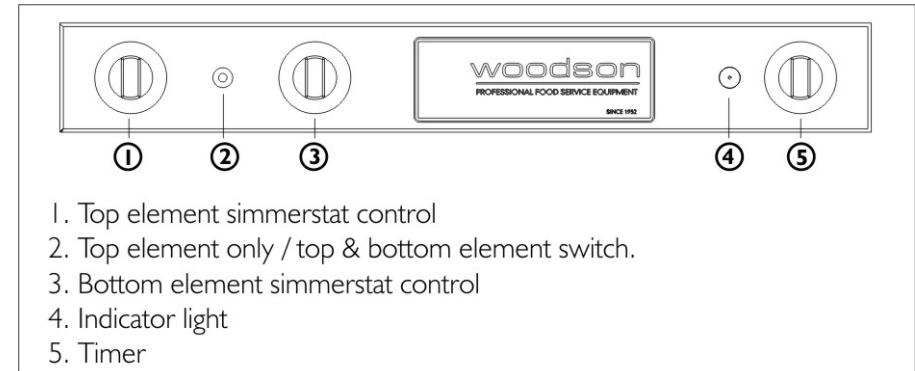 woodson
PROFESSIONAL FOOD SERVICE EQUIPMENT
SINCE 1952
1 2 3 4 5
1. Top element simmerstat control
2. Top element only / top & bottom element switch.
3. Bottom element simmerstat control
4. Indicator light
5. Timer